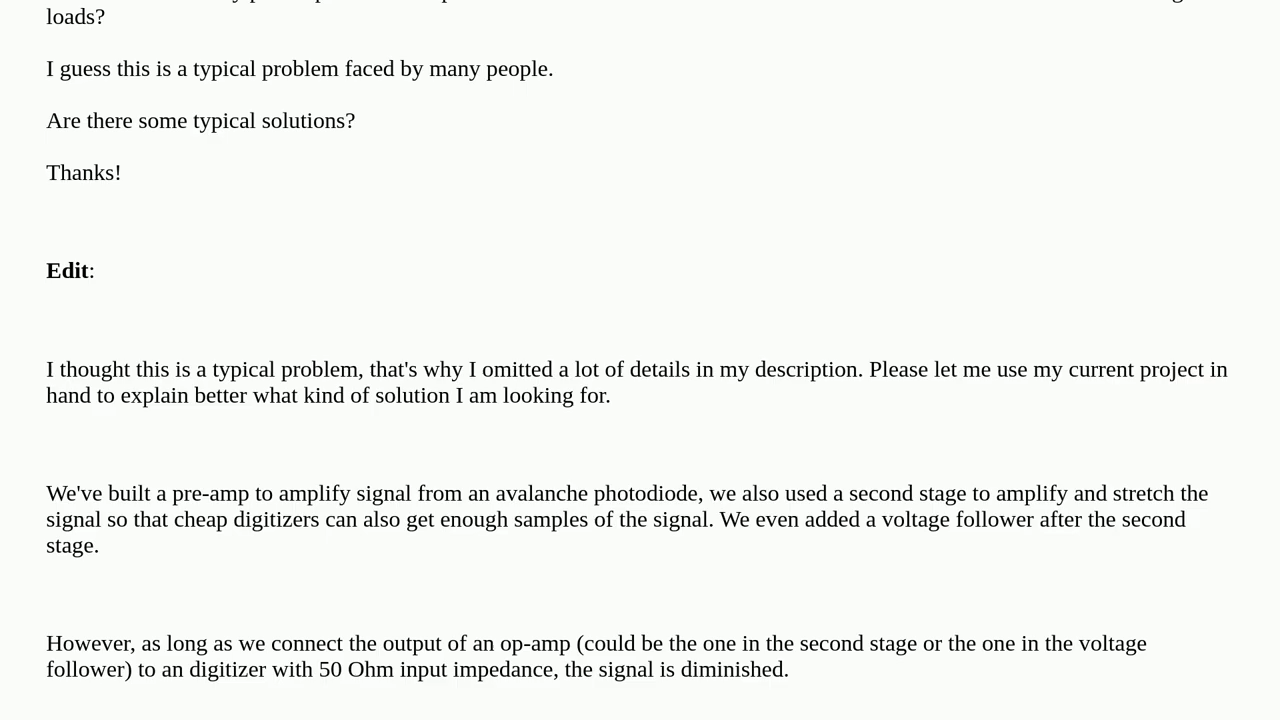 loads?
I guess this is a typical problem faced by many people.
Are there some typical solutions?
Thanks!
Edit:
I thought this is a typical problem, that's why I omitted a lot of details in my description. Please let me use my current project in
hand to explain better what kind of solution I am looking for.
We've built a pre-amp to amplify signal from an avalanche photodiode, we also used a second stage to amplify and stretch the
signal so that cheap digitizers can also get enough samples of the signal. We even added a voltage follower after the second
stage.
However, as long as we connect the output of an op-amp (could be the one in the second stage or the one in the voltage
follower) to an digitizer with 50 Ohm input impedance, the signal is diminished.